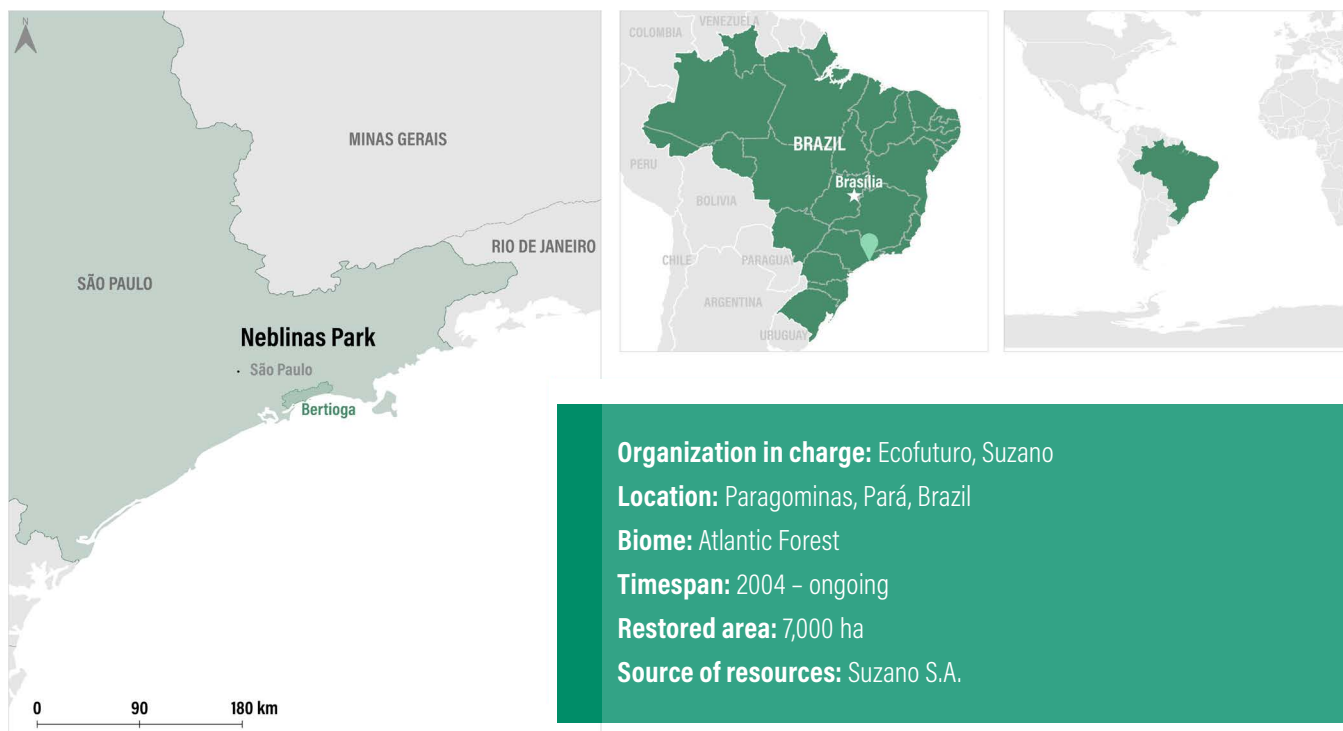 N
MINAS GERAIS
RIO DE JANEIRO
SÃO PAULO
Neblinas Park
São Paulo
Bertioga
0 90 180 km
VENEZUELA
COLOMBIA
BRAZIL
PERU
Brasília
BOLIVIA
CHILE
PARAGUAY
ARGENTINA
URUGUAY
Organization in charge: Ecofuturo, Suzano
Location: Paragominas, Pará, Brazil
Biome: Atlantic Forest
Timespan: 2004 – ongoing
Restored area: 7,000 ha
Source of resources: Suzano S.A.